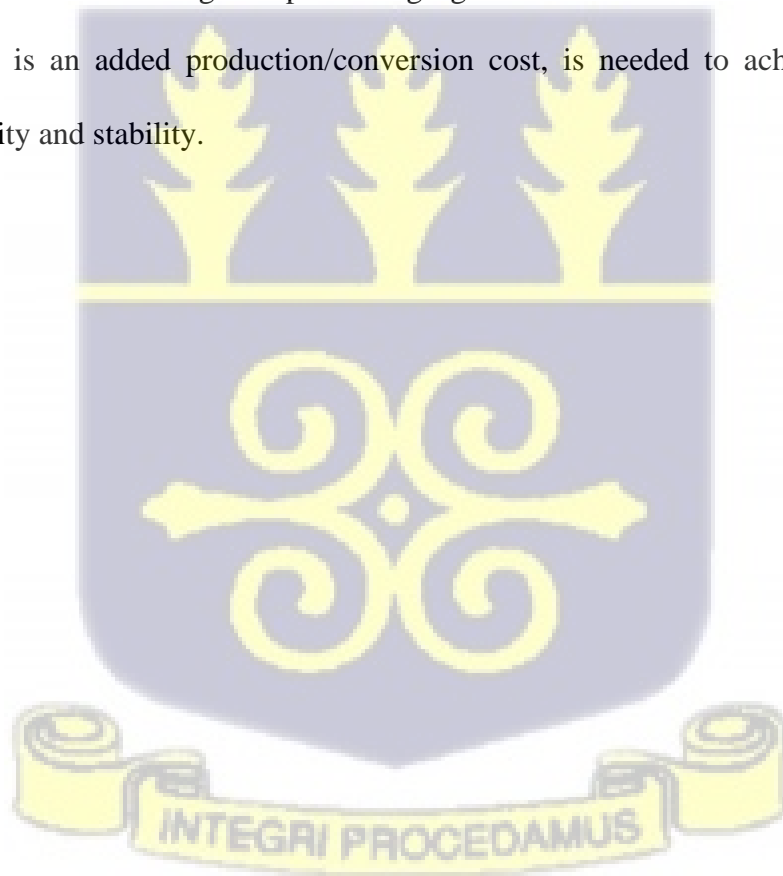 is an added production/conversion cost, is needed to ach
ity and stability.
INTEGRI PROCEDAMUS